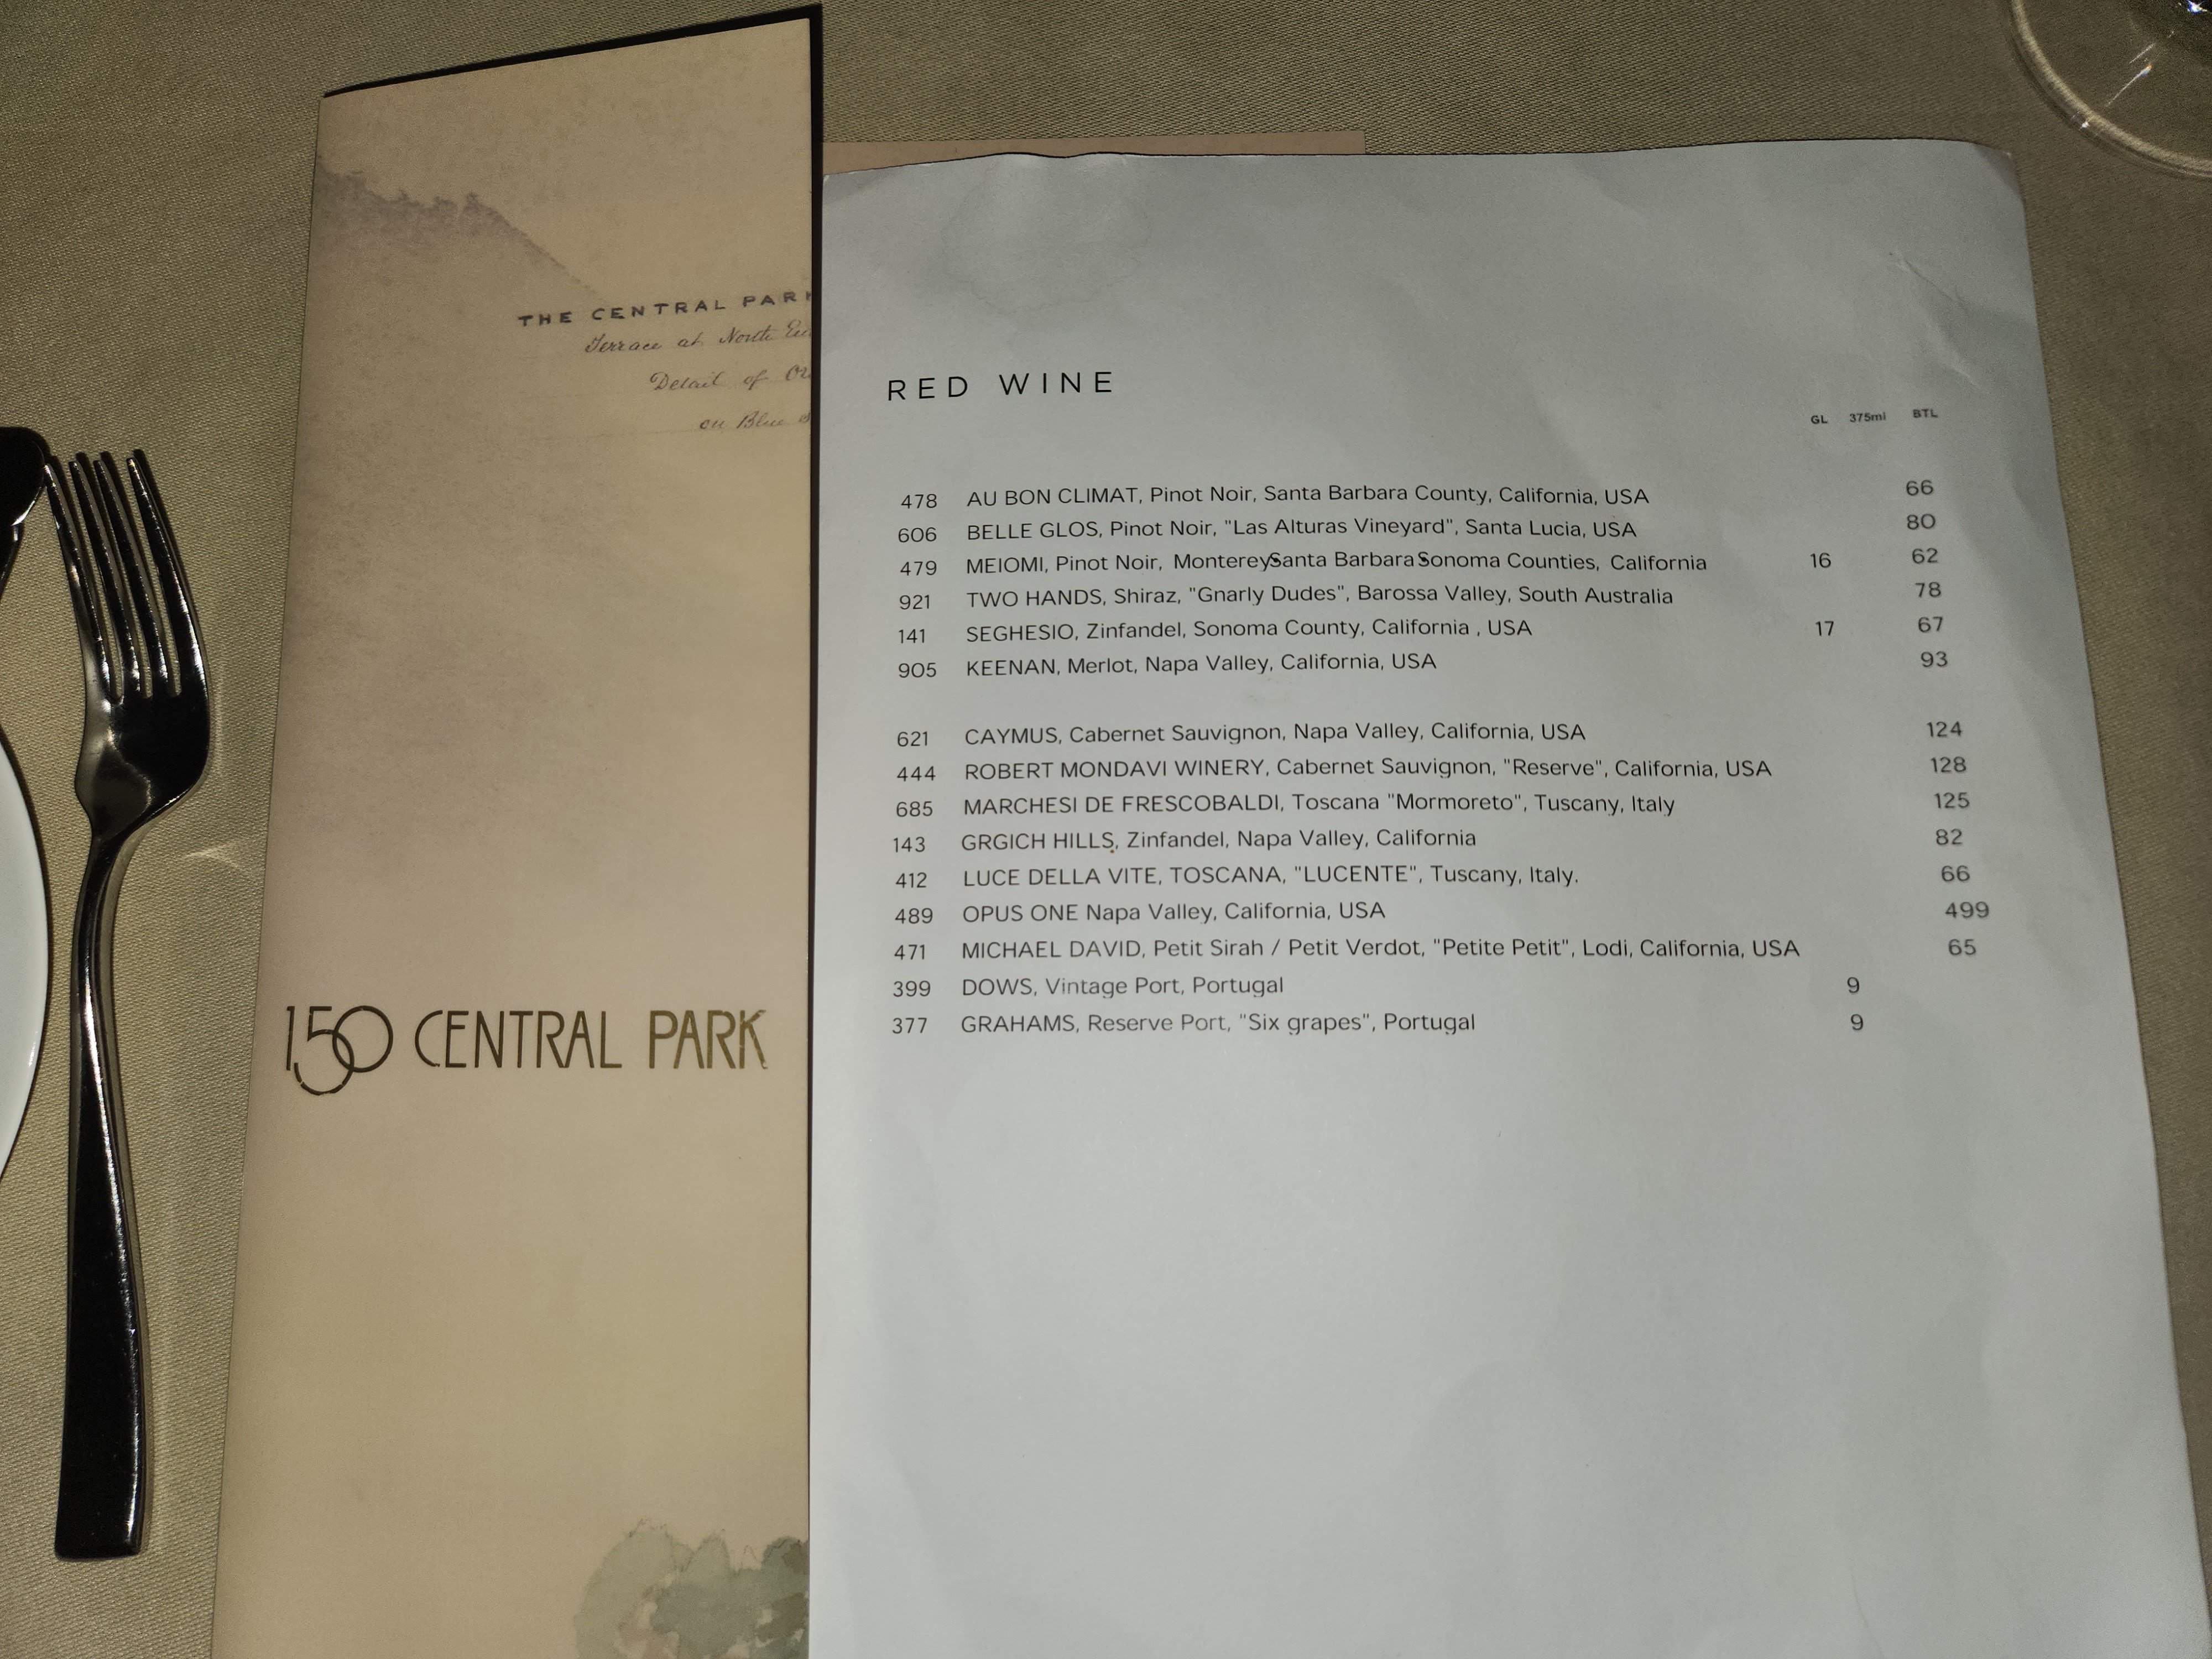 THE CENTRAL PARK
Terrace at North
Detail of
on Blue
150 CENTRAL PARK
RED WINE
GL 375ml BTL
478 AU BON CLIMAT, Pinot Noir, Santa Barbara County, California, USA 66
606 BELLE GLOS, Pinot Noir, "Las Alturas Vineyard", Santa Lucia, USA 80
479 MEIOMI, Pinot Noir, MontereySanta BarbaraSonoma Counties, California 16 62
921 TWO HANDS, Shiraz, "Gnarly Dudes", Barossa Valley, South Australia 78
141 SEGHESIO, Zinfandel, Sonoma County, California , USA 17 67
905 KEENAN, Merlot, Napa Valley, California, USA 93
621 CAYMUS, Cabernet Sauvignon, Napa Valley, California, USA 124
444 ROBERT MONDAVI WINERY, Cabernet Sauvignon, "Reserve", California, USA 128
685 MARCHESI DE FRESCOBALDI, Toscana "Mormoreto", Tuscany, Italy 125
143 GRGICH HILLS, Zinfandel, Napa Valley, California 82
412 LUCE DELLA VITE, TOSCANA, "LUCENTE", Tuscany, Italy. 66
489 OPUS ONE Napa Valley, California, USA 499
471 MICHAEL DAVID, Petit Sirah / Petit Verdot, "Petite Petit", Lodi, California, USA 65
399 DOWS, Vintage Port, Portugal 9
377 GRAHAMS, Reserve Port, "Six grapes", Portugal 9